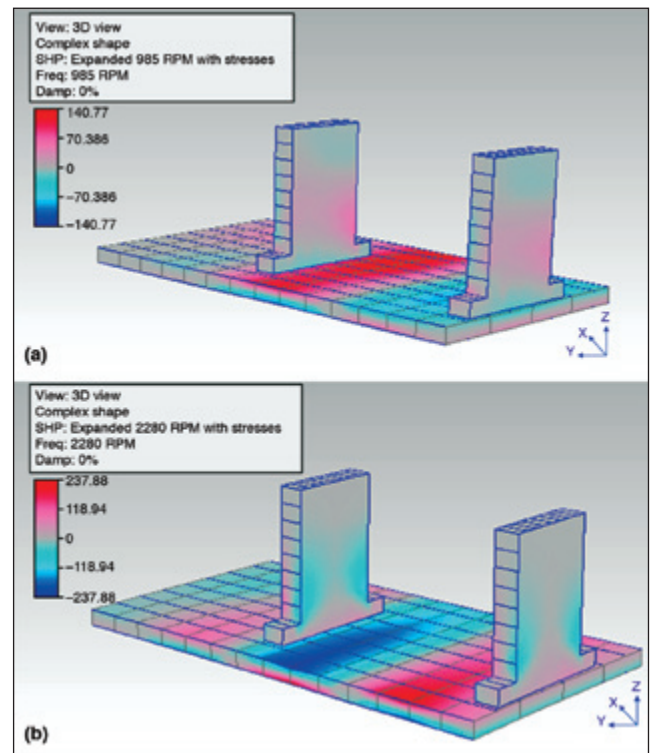 View: 3D view
Complex shape
SHP: Expanded 985 RPM with stresses
Freq: 985 RPM
Damp: 0%
140.77
70.386
0
−70.386
−140.77
Z
X
Y
(a)
View: 3D view
Complex shape
SHP: Expanded 2280 RPM with stresses
Freq: 2280 RPM
Damp: 0%
237.88
118.94
0
−118.94
−237.88
Z
X
Y
(b)